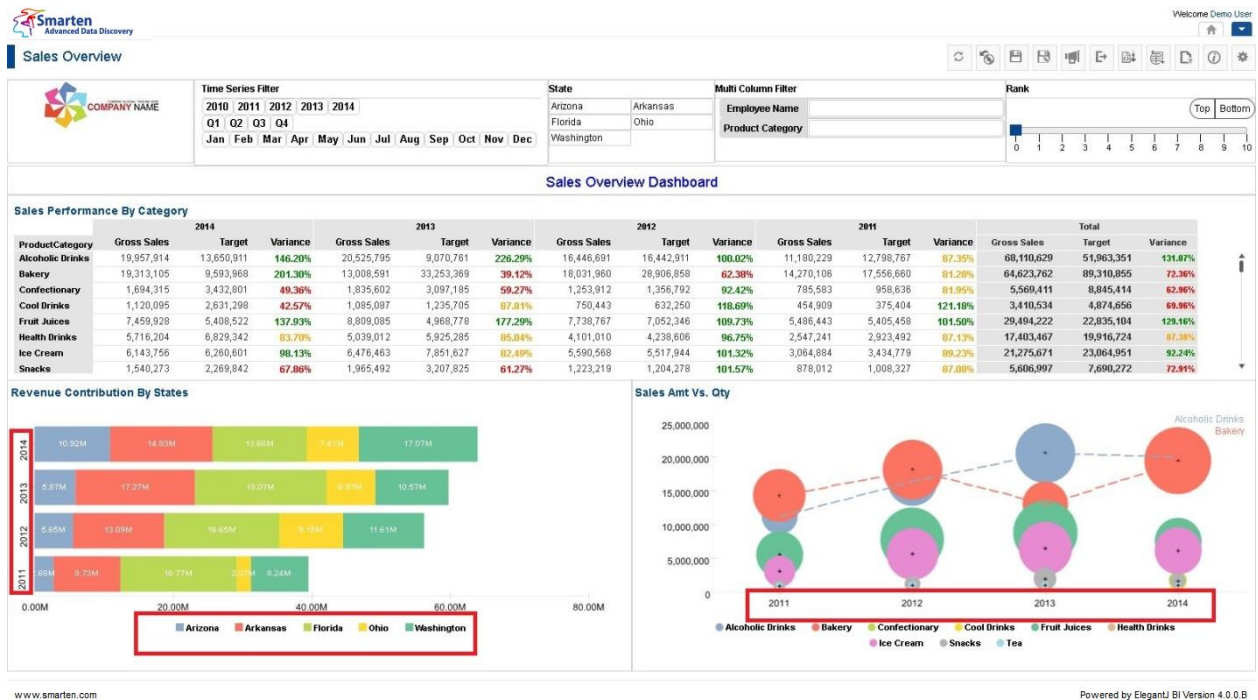 Smarten
Advanced Data Discovery
Welcome Demo User
Sales Overview
COMPANY NAME
Time Series Filter
2010 2011 2012 2013 2014
Q1 Q2 Q3 Q4
Jan Feb Mar Apr May Jun Jul Aug Sep Oct Nov Dec
State
Arizona Arkansas
Florida Ohio
Washington
Multi Column Filter
Employee Name
Product Category
Rank
Top Bottom
0 1 2 3 4 5 6 7 8 9 10
Sales Overview Dashboard
Sales Performance By Category
2014 2013 2012 2011 Total
ProductCategory Gross Sales Target Variance Gross Sales Target Variance Gross Sales Target Variance Gross Sales Target Variance Gross Sales Target Variance
Alcoholic Drinks 19,957,914 13,650,911 146.20% 20,525,795 9,070,761 226.29% 16,446,691 16,442,911 100.02% 11,180,229 12,798,767 87.35% 68,110,629 51,963,351 131.07%
Bakery 19,313,105 9,593,968 201.30% 13,008,591 33,253,369 39.12% 18,031,960 28,906,858 62.38% 14,270,106 17,556,660 81.28% 64,623,762 89,310,855 72.36%
Confectionary 1,694,315 3,432,801 49.36% 1,835,602 3,097,185 59.27% 1,253,912 1,356,792 92.42% 785,583 958,636 81.95% 5,569,411 8,845,414 62.96%
Cool Drinks 1,120,095 2,631,298 42.57% 1,085,087 1,235,705 87.81% 750,443 632,250 118.69% 454,909 375,404 121.18% 3,410,534 4,874,656 69.96%
Fruit Juices 7,459,928 5,408,522 137.93% 8,809,085 4,968,778 177.29% 7,738,767 7,052,346 109.73% 5,486,443 5,405,458 101.50% 29,494,222 22,835,104 129.16%
Health Drinks 5,716,204 6,829,342 83.70% 5,039,012 5,925,285 85.04% 4,101,010 4,238,606 96.75% 2,547,241 2,923,492 87.13% 17,403,467 19,916,724 87.38%
Ice Cream 6,143,756 6,260,601 98.13% 6,476,463 7,851,627 82.49% 5,590,568 5,517,944 101.32% 3,064,884 3,434,779 89.23% 21,275,671 23,064,951 92.24%
Snacks 1,540,273 2,269,842 67.86% 1,965,492 3,207,825 61.27% 1,223,219 1,204,278 101.57% 878,012 1,008,327 87.08% 5,606,997 7,690,272 72.91%
Revenue Contribution By States
2014 10.92M 14.83M 13.66M 7.41M 17.07M
2013 5.87M 17.27M 19.07M 6.97M 10.57M
2012 5.65M 13.09M 16.65M 9.16M 11.61M
2011 9.73M 16.77M 8.24M
0.00M 20.00M 40.00M 60.00M 80.00M
Arizona Arkansas Florida Ohio Washington
Sales Amt Vs. Qty
Alcoholic Drinks
Bakery
25,000,000
20,000,000
15,000,000
10,000,000
5,000,000
0
2011 2012 2013 2014
Alcoholic Drinks Bakery Confectionary Cool Drinks Fruit Juices Health Drinks
Ice Cream Snacks Tea
www.smarten.com
Powered by ElegantJ BI Version 4.0.0.B